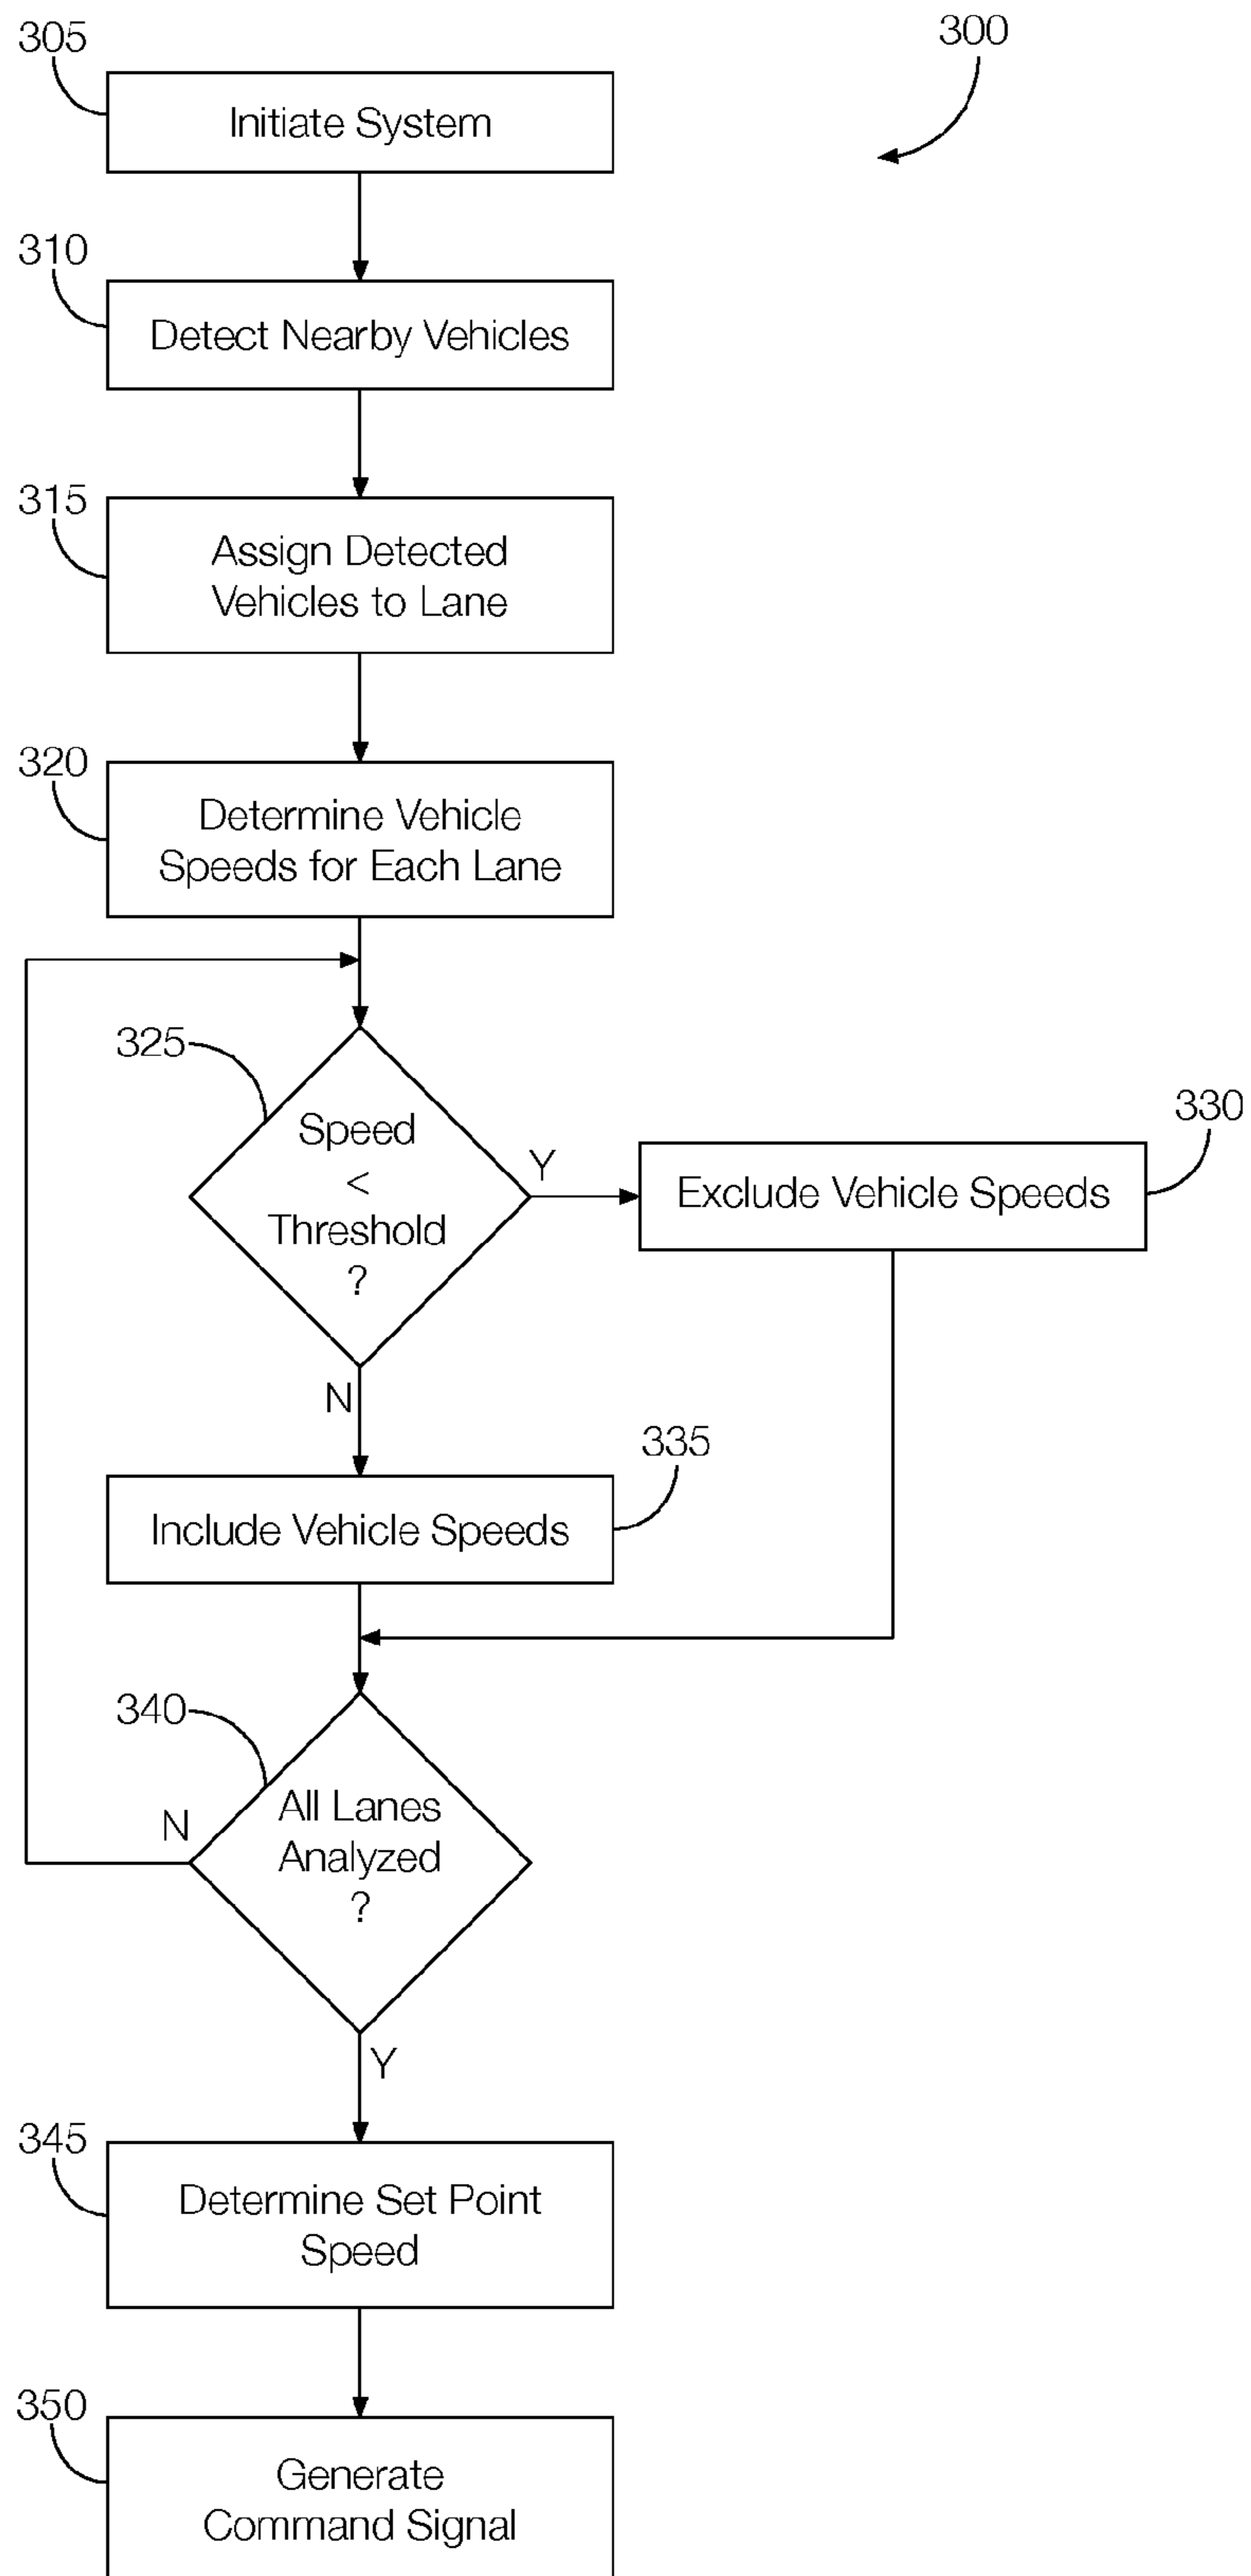 305
300
Initiate System
310
Detect Nearby Vehicles
315
Assign Detected
Vehicles to Lane
320
Determine Vehicle
Speeds for Each Lane
325
Speed
<
Threshold
?
Y
330
Exclude Vehicle Speeds
N
335
Include Vehicle Speeds
340
N
All Lanes
Analyzed
?
Y
345
Determine Set Point
Speed
350
Generate
Command Signal